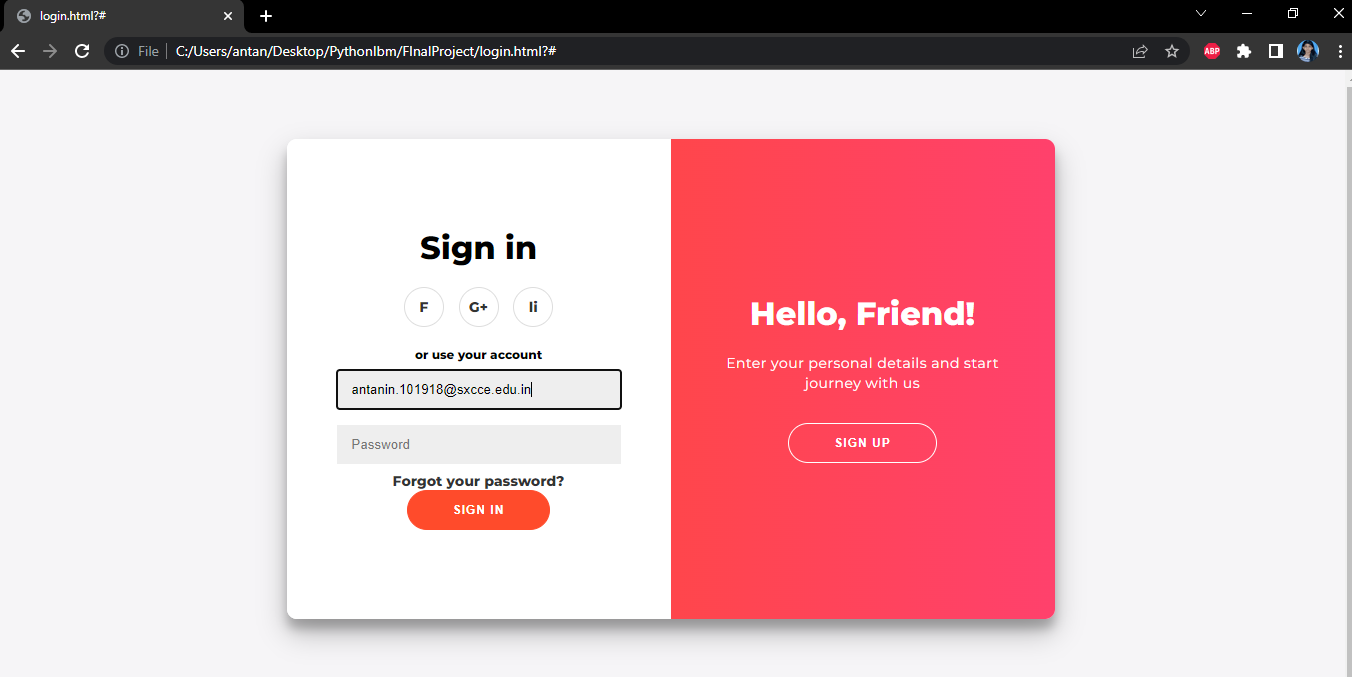 login.html?#
File
C:/Users/antan/Desktop/PythonIbm/FInalProject/login.html?#
ABP
Sign in
F G+ li
or use your account
antanin.101918@sxcce.edu.in
Password
Forgot your password?
SIGN IN
Hello, Friend!
Enter your personal details and start
journey with us
SIGN UP